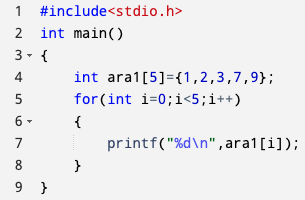 1 #include<stdio.h>
2 int main()
3 {
4 int ara1[5]={1,2,3,7,9};
5 for(int i=0;i<5;i++)
6 {
7 printf("%d\n",ara1[i]);
8 }
9 }